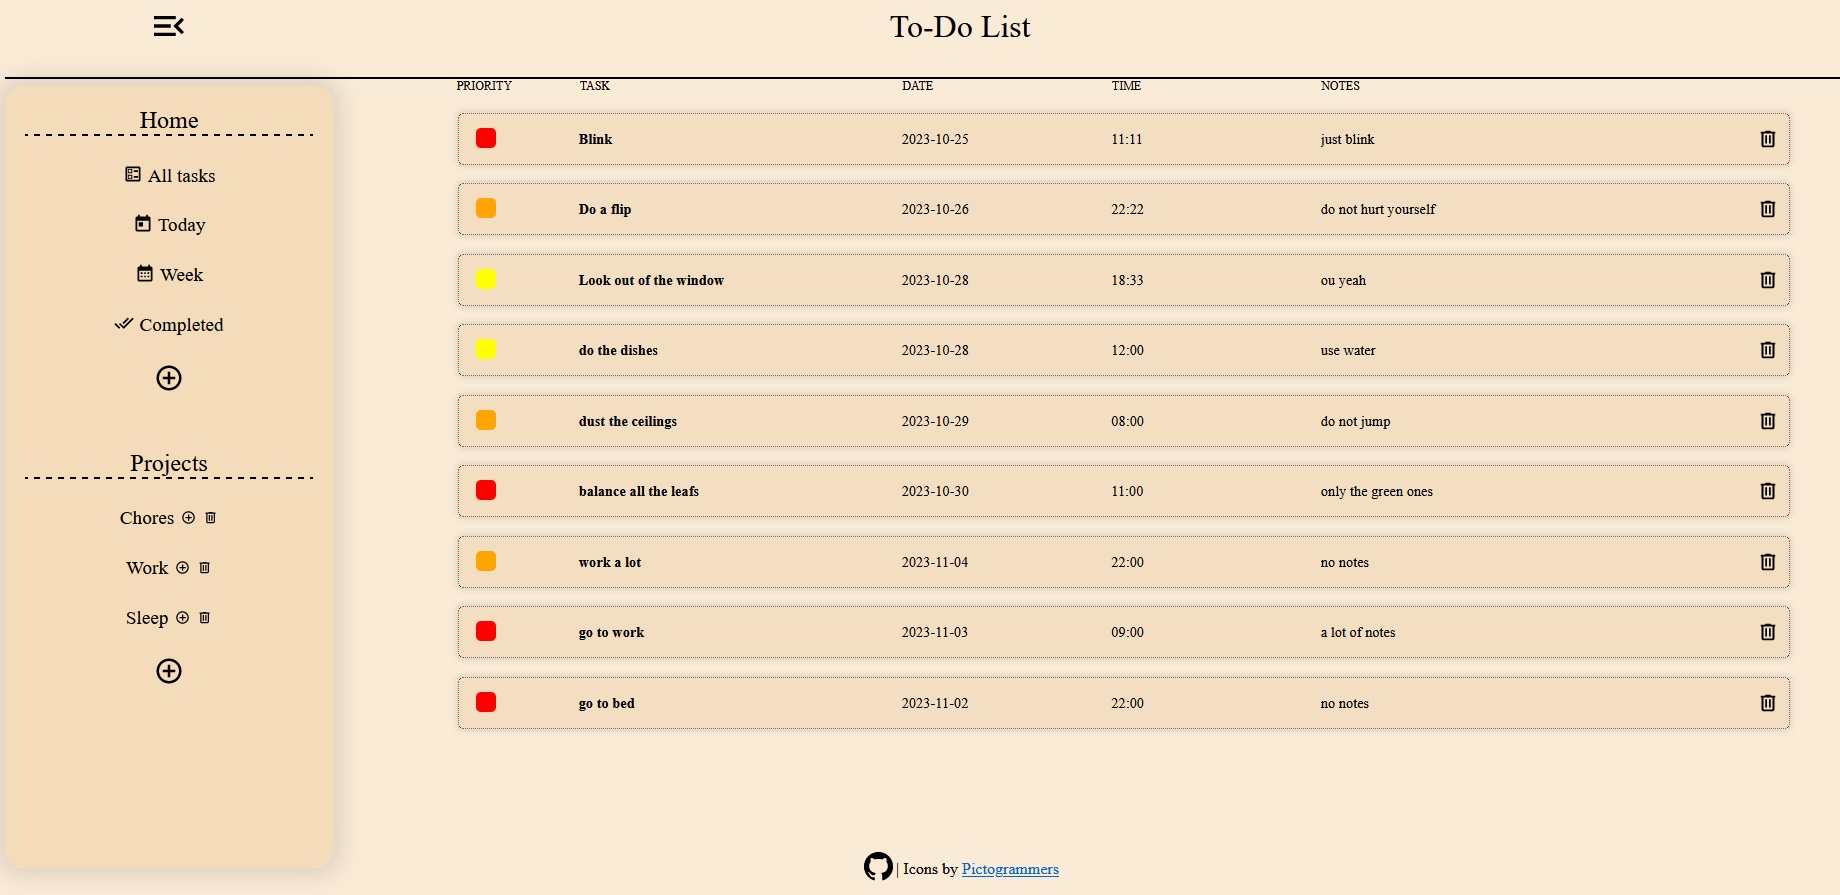 To-Do List
Home
All tasks
Today
Week
Completed
Projects
Chores
Work
Sleep
PRIORITY TASK DATE TIME NOTES
Blink 2023-10-25 11:11 just blink
Do a flip 2023-10-26 22:22 do not hurt yourself
Look out of the window 2023-10-28 18:33 ou yeah
do the dishes 2023-10-28 12:00 use water
dust the ceilings 2023-10-29 08:00 do not jump
balance all the leafs 2023-10-30 11:00 only the green ones
work a lot 2023-11-04 22:00 no notes
go to work 2023-11-03 09:00 a lot of notes
go to bed 2023-11-02 22:00 no notes
| Icons by Pictogrammers